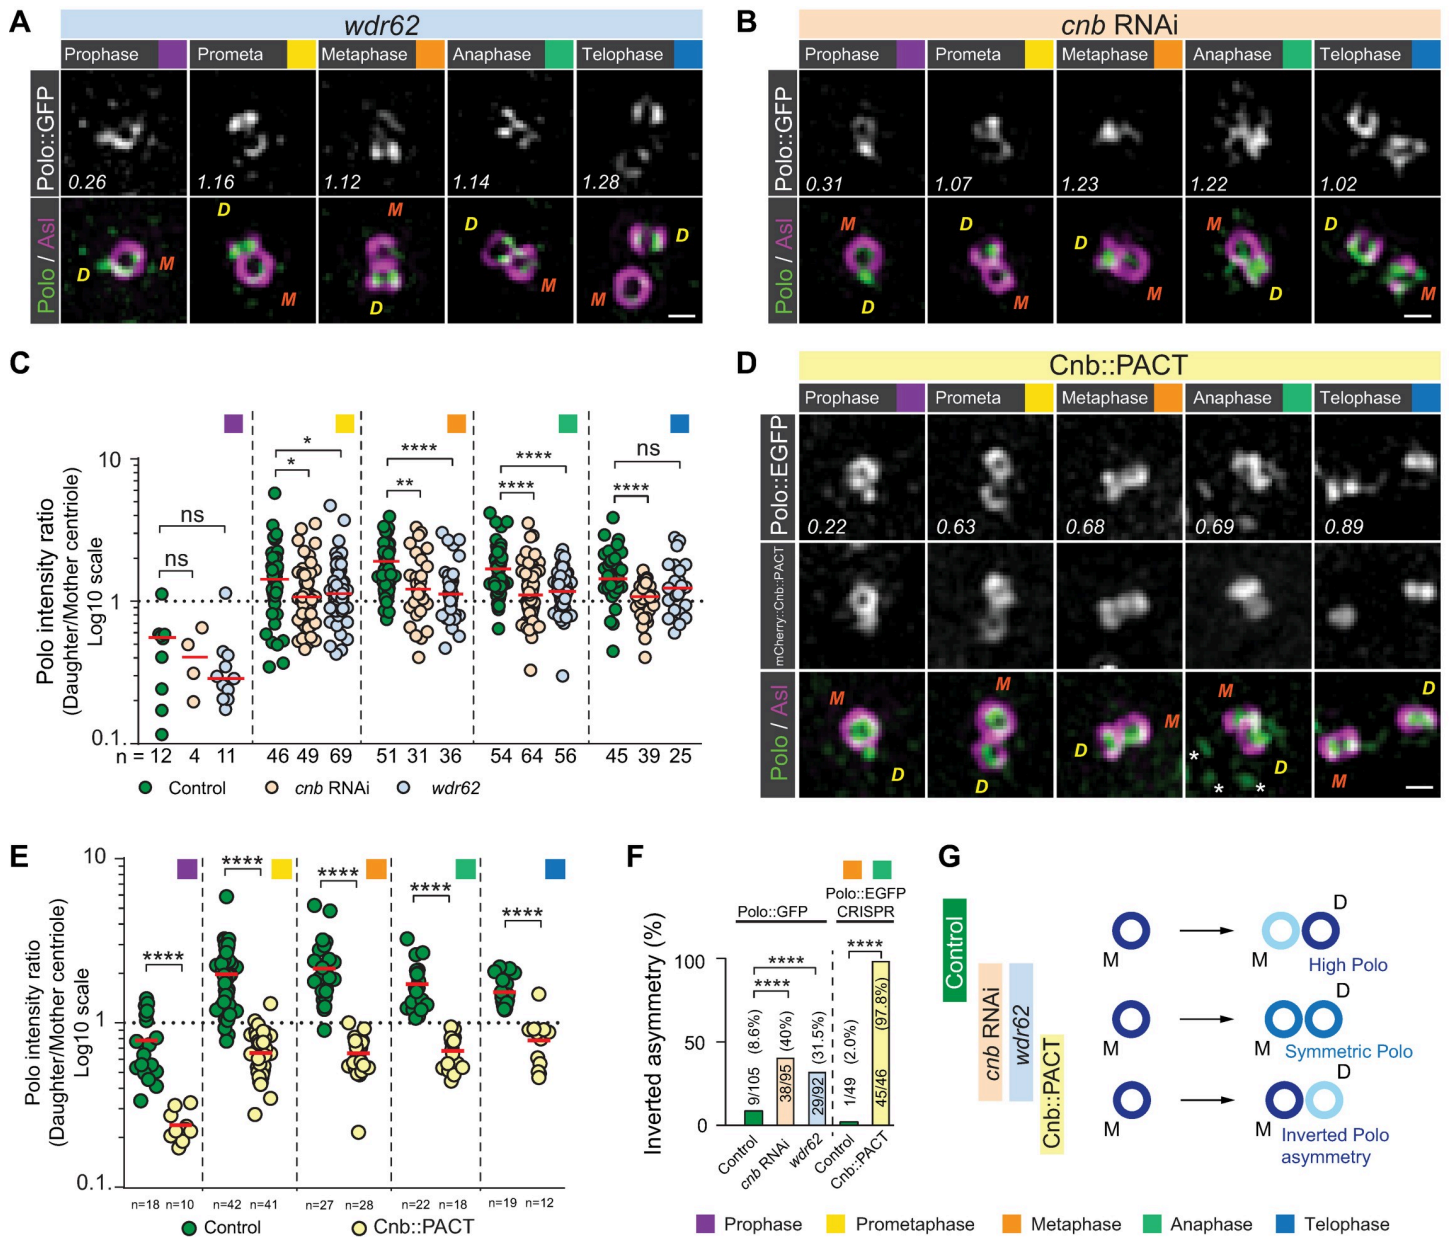 A
wdr62
Prophase Prometa Metaphase Anaphase Telophase
Polo::GFP
0.26 1.16 1.12 1.14 1.28
Polo / Asl
D M D M M D D M D M
B
cnb RNAi
Prophase Prometa Metaphase Anaphase Telophase
Polo::GFP
0.31 1.07 1.23 1.22 1.02
Polo / Asl
M D D M D M M D D M
C
Polo intensity ratio
(Daughter/Mother centriole)
Log10 scale
10
1
0.1
ns
ns
*
*
****
**
****
****
ns
****
n = 12 4 11 46 49 69 51 31 36 54 64 56 45 39 25
Control cnb RNAi wdr62
D
Cnb::PACT
Prophase Prometa Metaphase Anaphase Telophase
Polo::EGFP
0.22 0.63 0.68 0.69 0.89
mCherry::Cnb::PACT
Polo / Asl
M D M D M D M D D M
* * *
E
Polo intensity ratio
(Daughter/Mother centriole)
Log10 scale
10
1
0.1
**** **** **** **** ****
n=18 n=10 n=42 n=41 n=27 n=28 n=22 n=18 n=19 n=12
Control Cnb::PACT
F
Inverted asymmetry (%)
Polo::GFP
Polo::EGFP
CRISPR
100
50
0
****
****
****
9/105 (8.6%)
38/95 (40%)
29/92 (31.5%)
1/49 (2.0%)
45/46 (97.8%)
Control
cnb RNAi
wdr62
Control
Cnb::PACT
G
Control
cnb RNAi
wdr62
Cnb::PACT
D
M M
High Polo
D
M M
Symmetric Polo
D
M M
Inverted Polo
asymmetry
Prophase Prometaphase Metaphase Anaphase Telophase